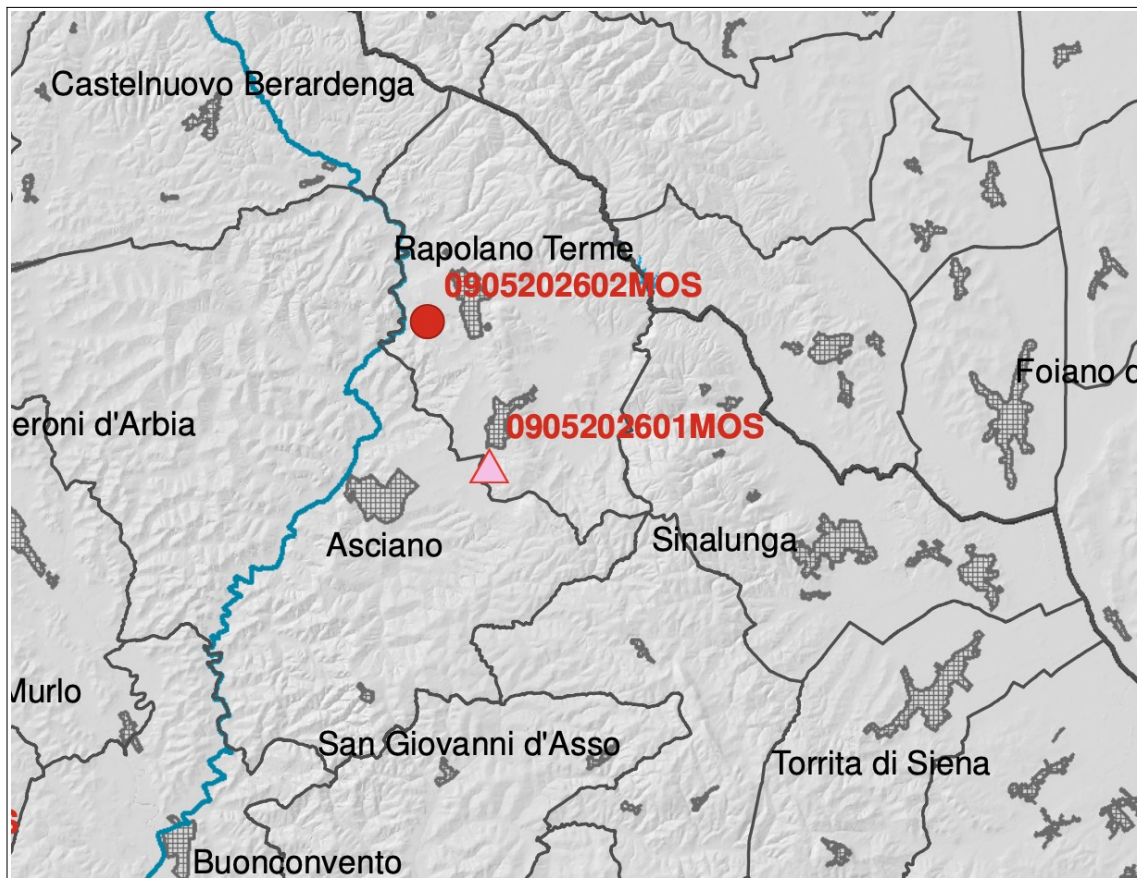 Castelnuovo Berardenga
Rapolano Terme
0905202602MOS
Foiano d
eroni d'Arbia
0905202601MOS
Asciano
Sinalunga
Murlo
San Giovanni d'Asso
Torrita di Siena
Buonconvento